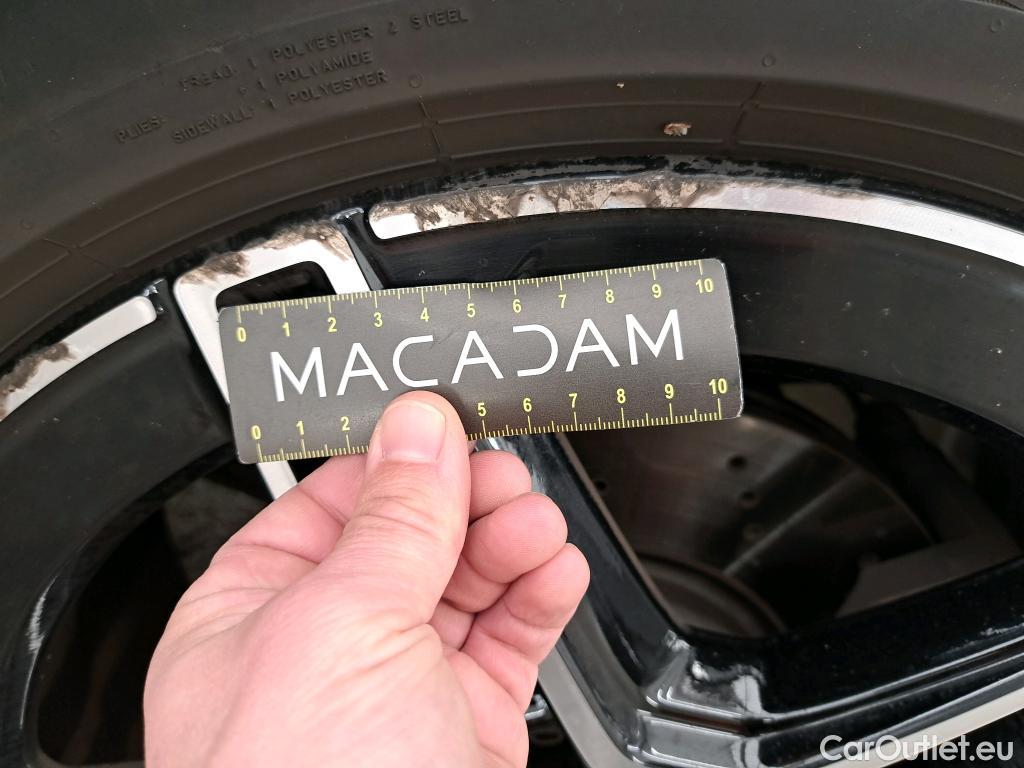 TREAD: 1 POLYESTER 2 STEEL
+ 1 POLYAMIDE
PLIES: SIDEWALL: 1 POLYESTER
0 1 2 3 4 5 6 7 8 9 10
MACADAM
0 1 2 5 6 7 8 9 10
CarOutlet.eu